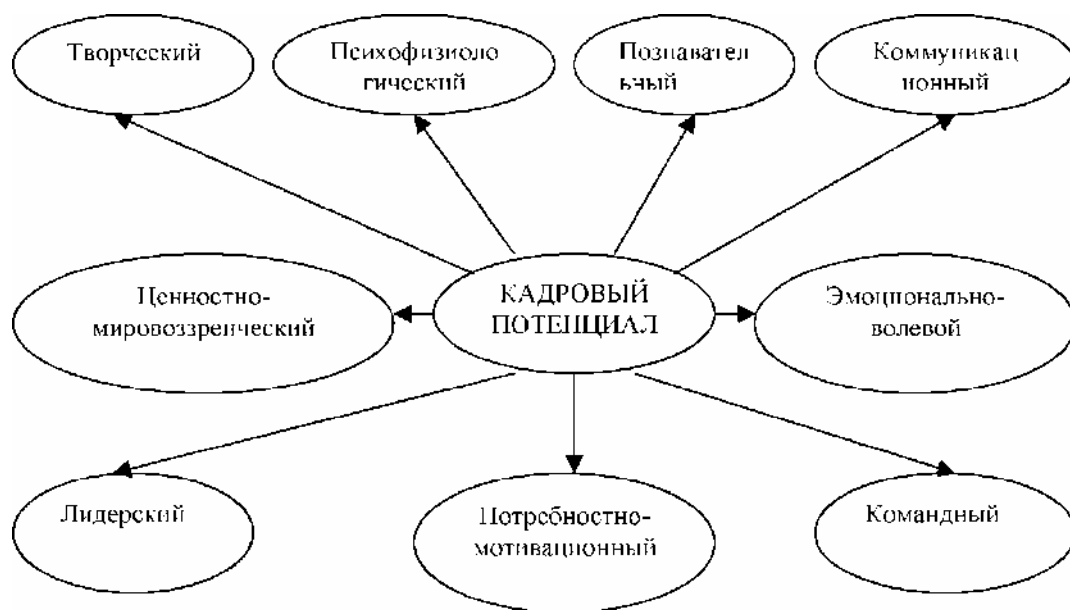 Творческий
Психофизиоло
гический
Познавател
ьный
Коммуникац
ионный
Ценностно-
мировоззренческий
КАДРОВЫЙ
ПОТЕНЦИАЛ
Эмоционально-
волевой
Лидерский
Потребностно-
мотивационный
Командный